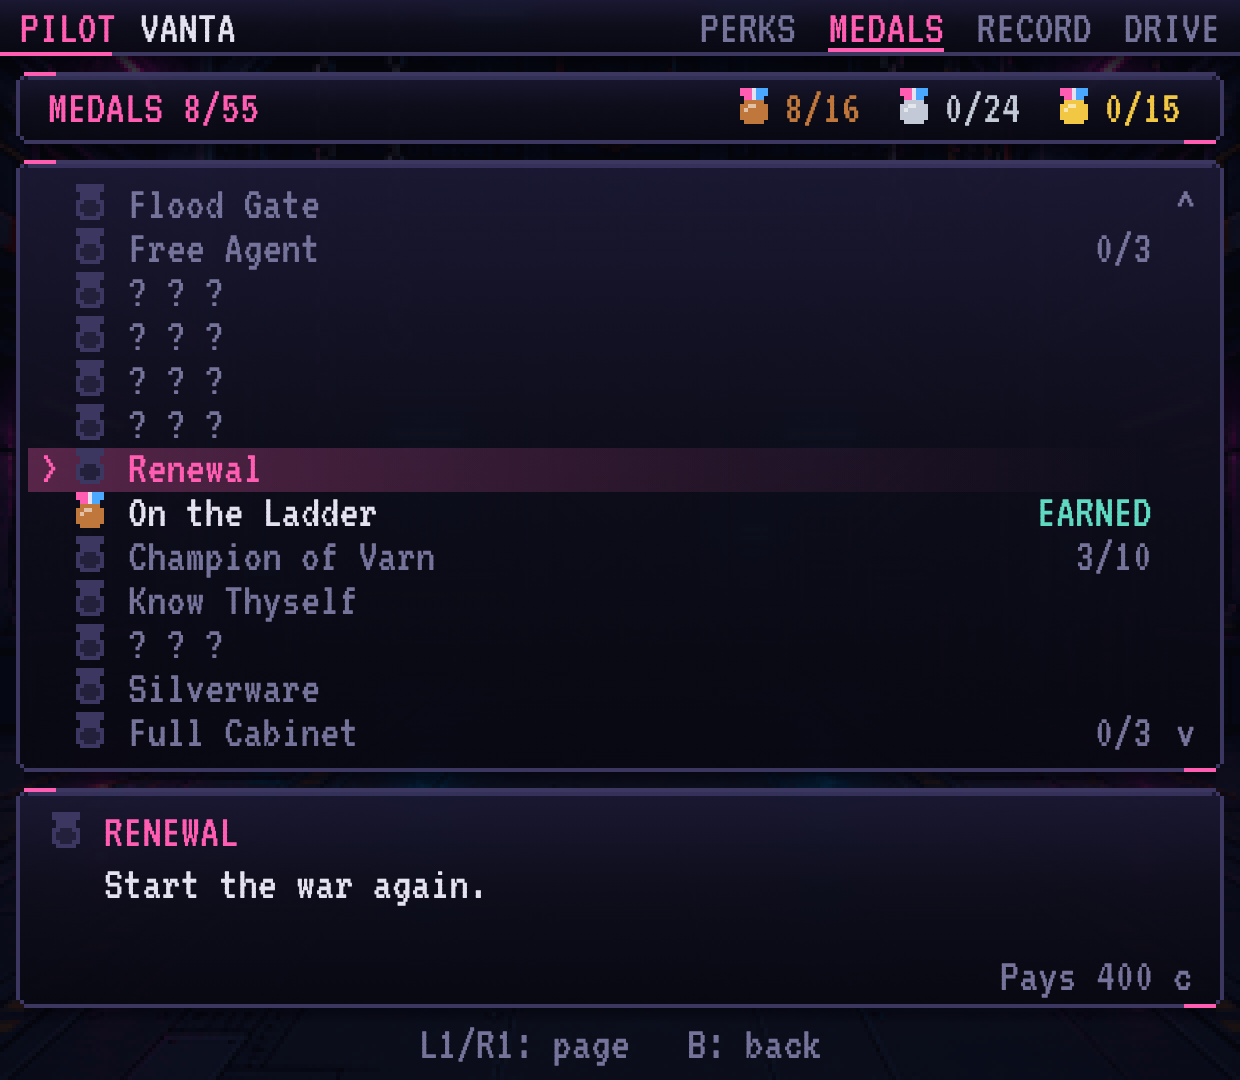 PILOT VANTA PERKS MEDALS RECORD DRIVE
MEDALS 8/55 8/16 0/24 0/15
Flood Gate ^
Free Agent 0/3
? ? ?
? ? ?
? ? ?
? ? ?
> Renewal
On the Ladder EARNED
Champion of Varn 3/10
Know Thyself
? ? ?
Silverware
Full Cabinet 0/3 v
RENEWAL
Start the war again.
Pays 400 c
L1/R1: page B: back